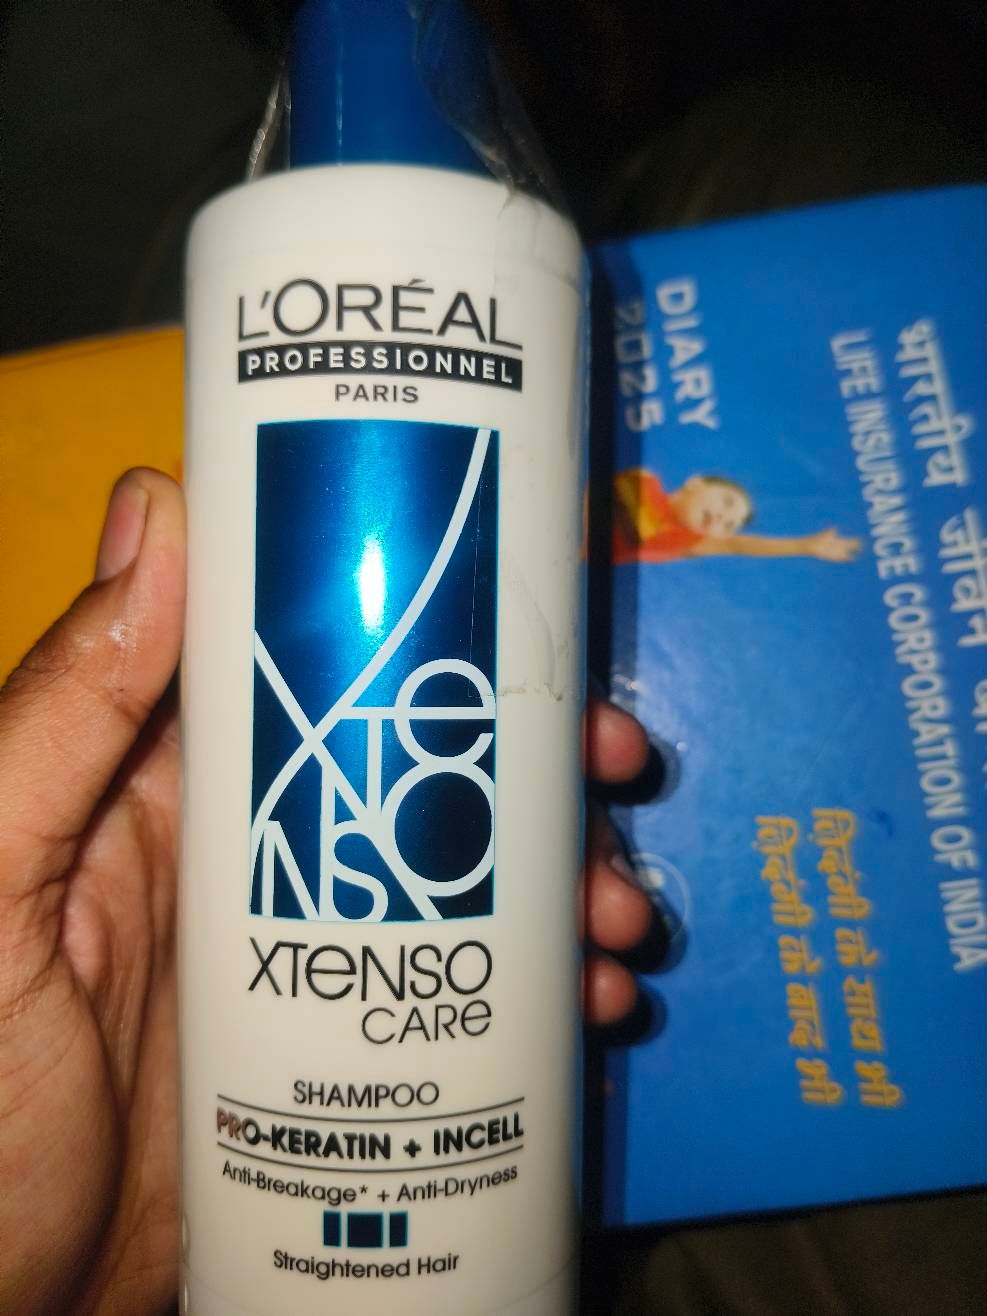 L'ORÉAL
PROFESSIONNEL
PARIS
XTENSO
XTENSO
CARE
SHAMPOO
PRO-KERATIN + INCELL
Anti-Breakage* + Anti-Dryness
Straightened Hair
DIARY
2025
भारतीय जीवन
LIFE INSURANCE CORPORATION OF INDIA
ज़िंदगी के साथ भी
ज़िंदगी के बाद भी